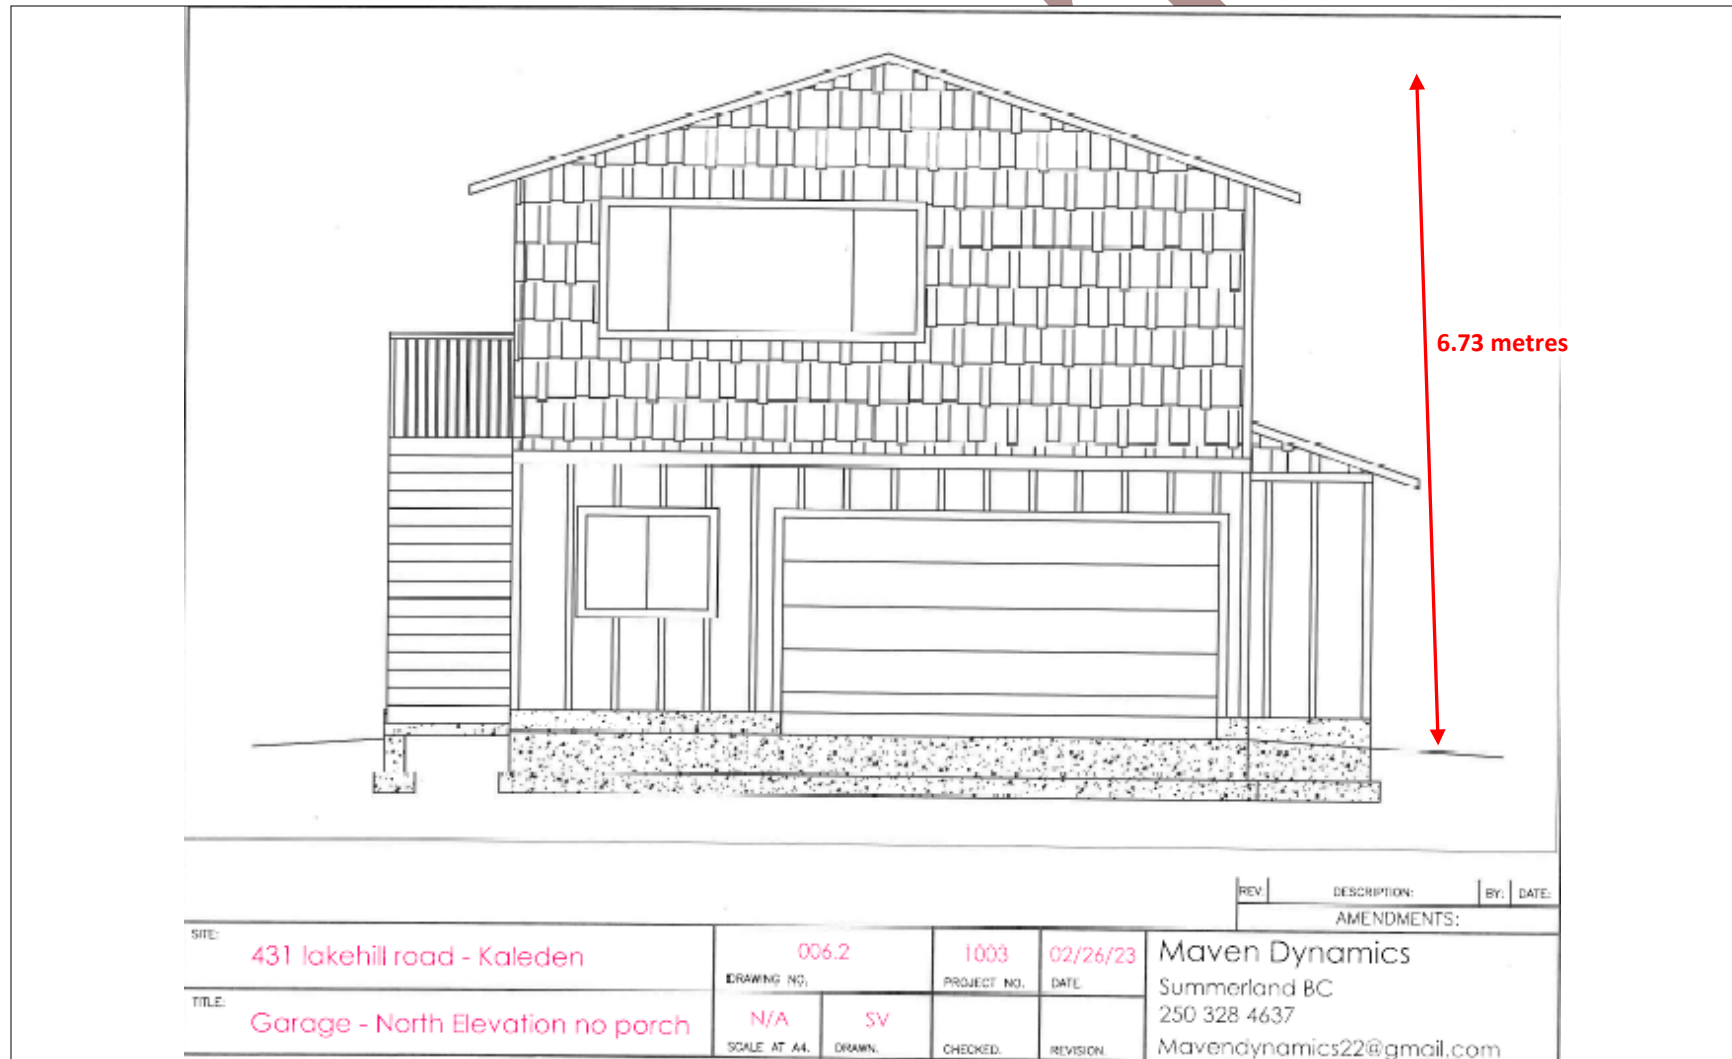 6.73 metres
REV: DESCRIPTION: BY: DATE:
AMENDMENTS:
SITE:
431 lakehill road - Kaleden
TITLE:
Garage - North Elevation no porch
006.2
DRAWING NO.
1003
PROJECT NO.
02/26/23
DATE.
N/A
SCALE AT A4.
SV
DRAWN.
CHECKED.
REVISION.
Maven Dynamics
Summerland BC
250 328 4637
Mavendynamics22@gmail.com